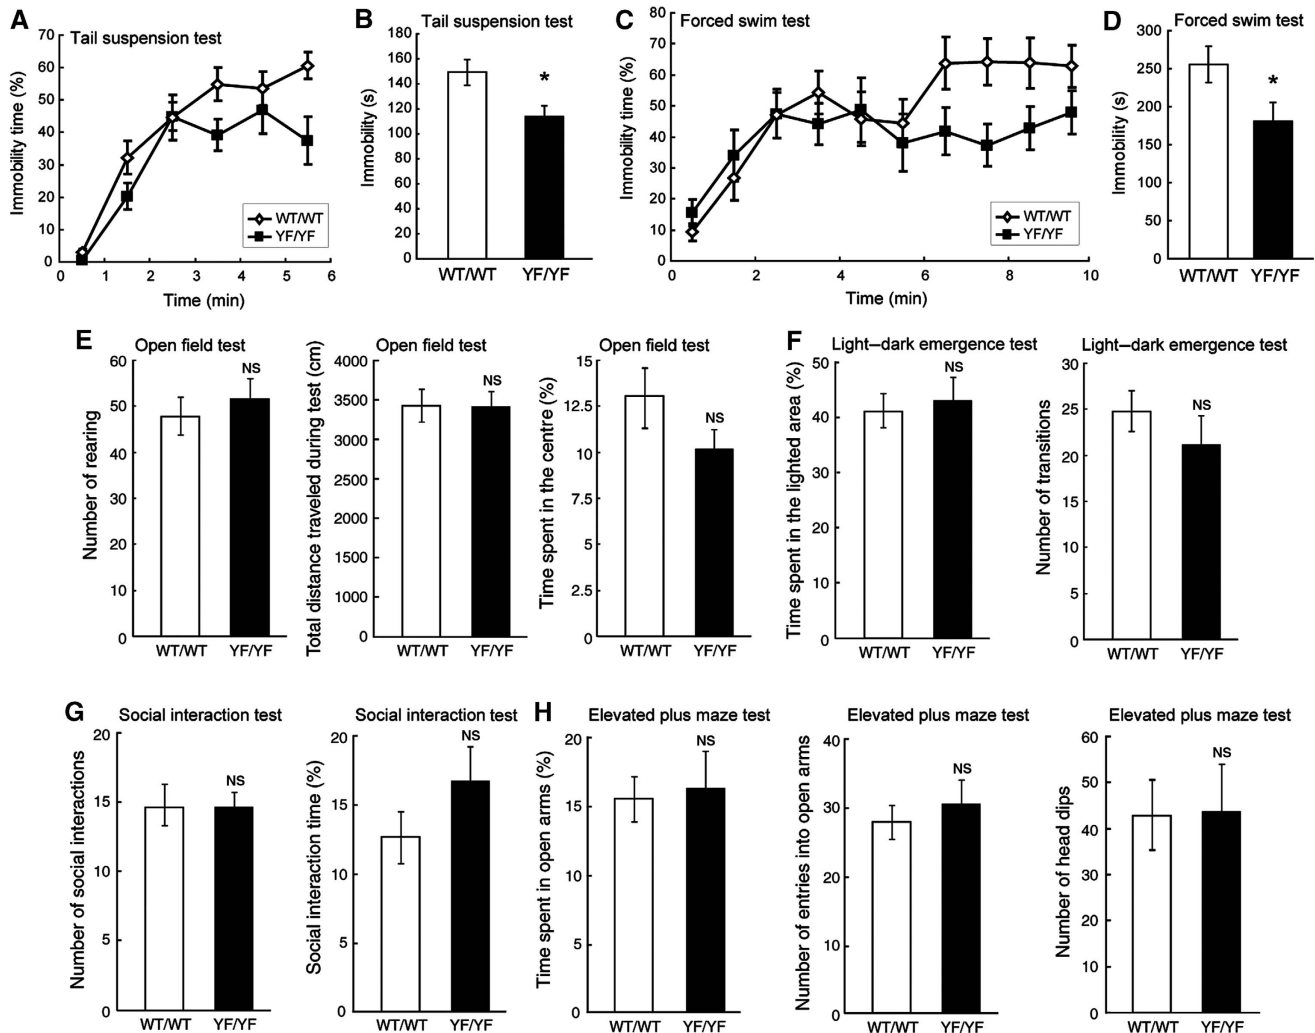 A
Tail suspension test
Immobility time (%)
70
60
50
40
30
20
10
0
WT/WT
YF/YF
0 1 2 3 4 5 6
Time (min)
B
Tail suspension test
Immobility (s)
180
160
140
120
100
80
60
40
20
0
*
WT/WT YF/YF
C
Forced swim test
Immobility time (%)
80
70
60
50
40
30
20
10
0
WT/WT
YF/YF
0 2 4 6 8 10
Time (min)
D
Forced swim test
Immobility (s)
300
250
200
150
100
50
0
*
WT/WT YF/YF
E
Open field test
Number of rearing
60
50
40
50
20
10
0
NS
WT/WT YF/YF
Open field test
Total distance traveled during test (cm)
4000
3500
3000
2500
2000
1500
1000
0
NS
WT/WT YF/YF
Open field test
Time spent in the centre (%)
15
12.5
10
7.5
5
2.5
0
NS
WT/WT YF/YF
F
Light–dark emergence test
Time spent in the lighted area (%)
50
40
30
20
10
0
NS
WT/WT YF/YF
Light–dark emergence test
Number of transitions
30
25
20
15
10
5
0
NS
WT/WT YF/YF
G
Social interaction test
Number of social interactions
20
15
10
5
0
NS
WT/WT YF/YF
Social interaction test
Social interaction time (%)
20
15
10
5
0
NS
WT/WT YF/YF
H
Elevated plus maze test
Time spent in open arms (%)
20
15
10
5
0
NS
WT/WT YF/YF
Elevated plus maze test
Number of entries into open arms
40
30
30
10
0
NS
WT/WT YF/YF
Elevated plus maze test
Number of head dips
60
50
40
30
20
10
0
NS
WT/WT YF/YF